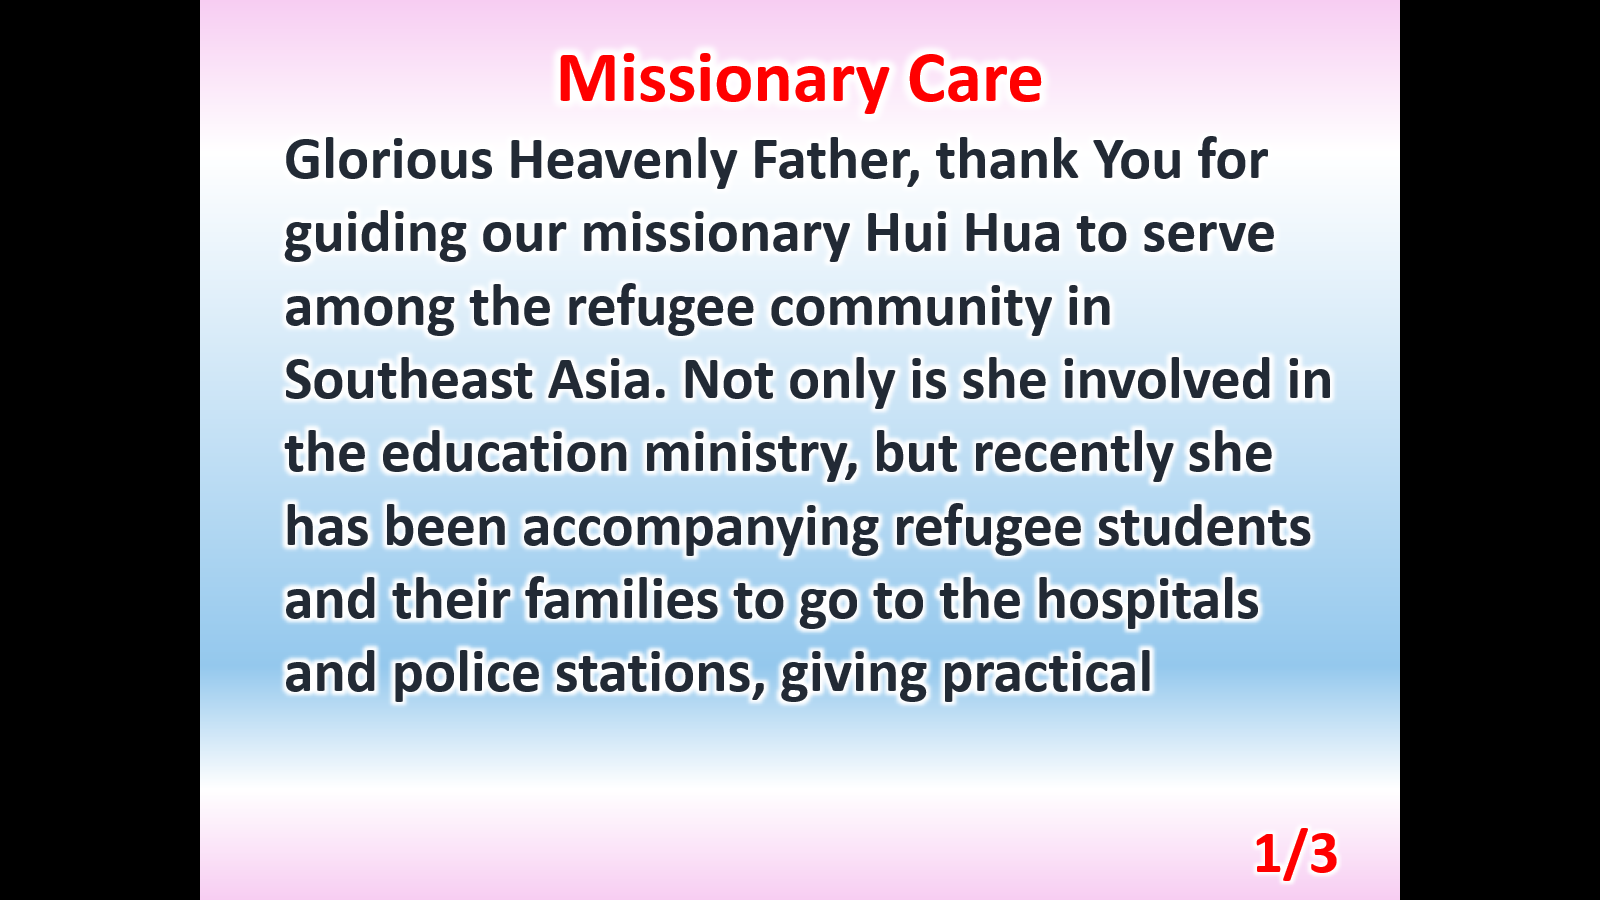 Missionary Care
Glorious Heavenly Father, thank You for
guiding our missionary Hui Hua to serve
among the refugee community in
Southeast Asia. Not only is she involved in
the education ministry, but recently she
has been accompanying refugee students
and their families to go to the hospitals
and police stations, giving practical
1/3